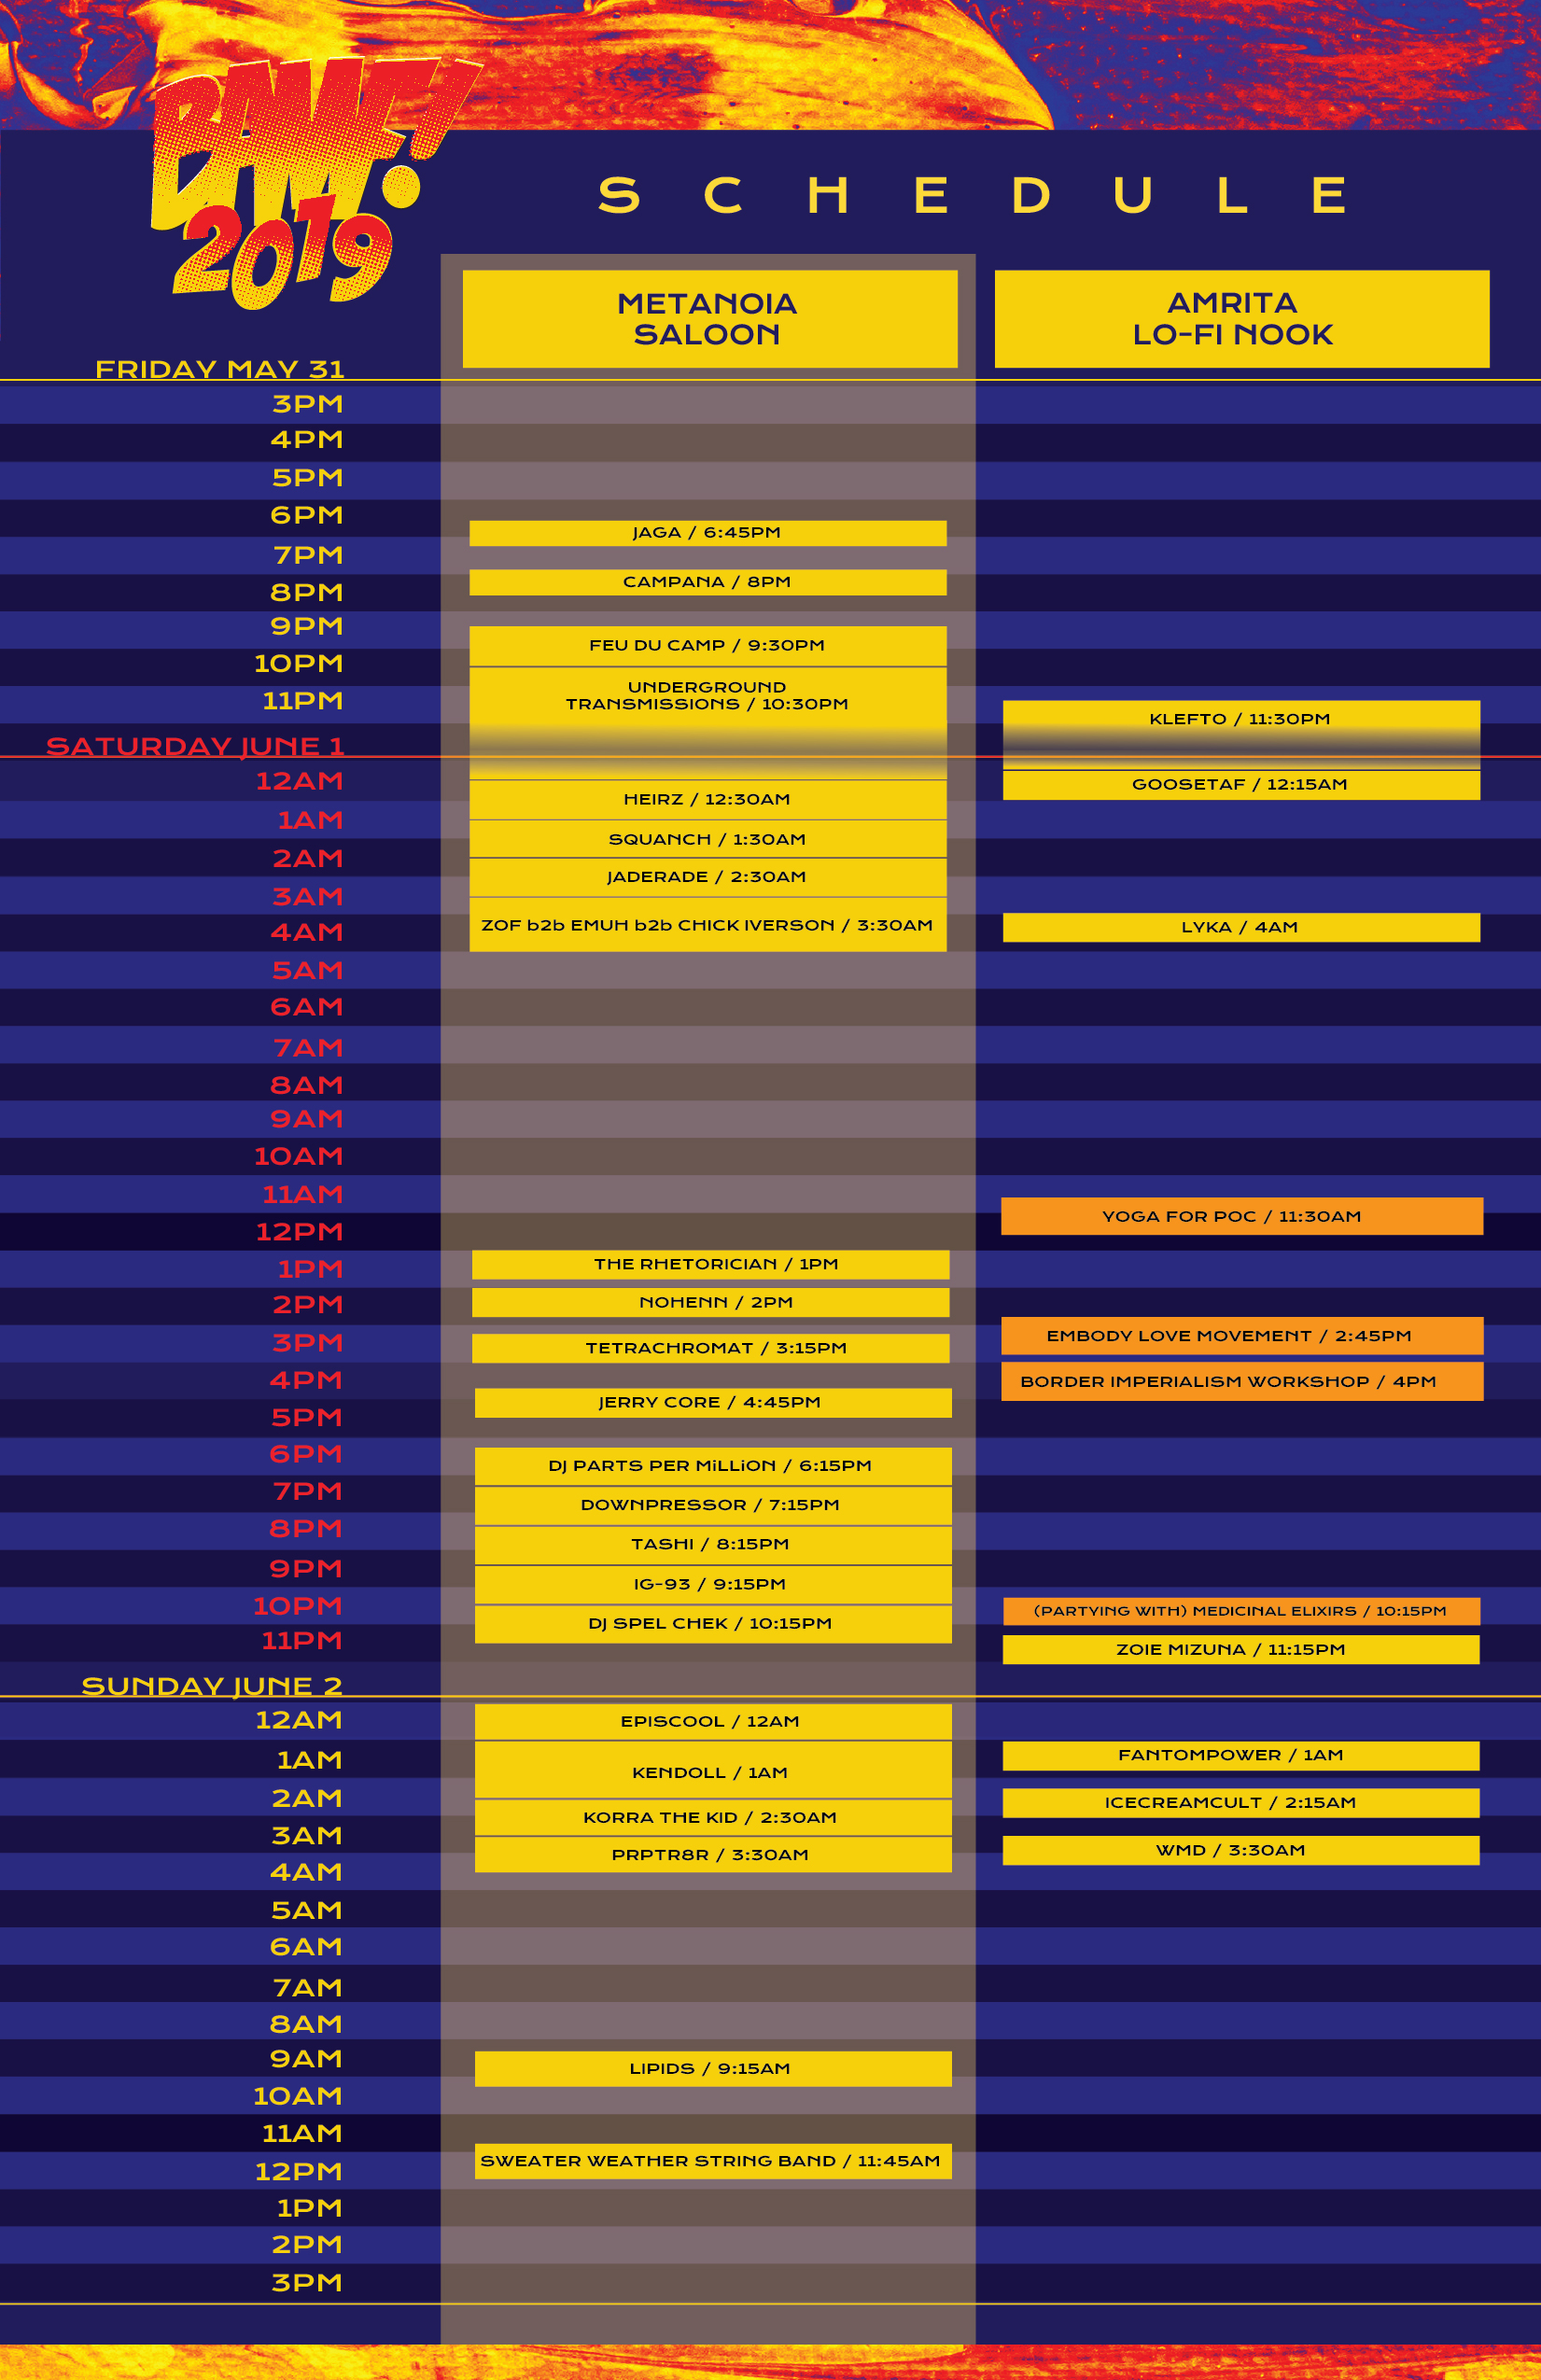 BAMF!
2019
SCHEDULE
METANOIA
SALOON
AMRITA
LO-FI NOOK
FRIDAY MAY 31
3PM
4PM
5PM
6PM
JAGA / 6:45PM
7PM
CAMPANA / 8PM
8PM
9PM
FEU DU CAMP / 9:30PM
10PM
UNDERGROUND
TRANSMISSIONS / 10:30PM
11PM
KLEFTO / 11:30PM
SATURDAY JUNE 1
12AM
GOOSETAF / 12:15AM
HEIRZ / 12:30AM
1AM
SQUANCH / 1:30AM
2AM
JADERADE / 2:30AM
3AM
ZOF b2b EMUH b2b CHICK IVERSON / 3:30AM
LYKA / 4AM
4AM
5AM
6AM
7AM
8AM
9AM
10AM
11AM
YOGA FOR POC / 11:30AM
12PM
THE RHETORICIAN / 1PM
1PM
NOHENN / 2PM
2PM
EMBODY LOVE MOVEMENT / 2:45PM
3PM
TETRACHROMAT / 3:15PM
4PM
BORDER IMPERIALISM WORKSHOP / 4PM
JERRY CORE / 4:45PM
5PM
6PM
DJ PARTS PER MiLLiON / 6:15PM
7PM
DOWNPRESSOR / 7:15PM
8PM
TASHI / 8:15PM
9PM
IG-93 / 9:15PM
10PM
(PARTYING WITH) MEDICINAL ELIXIRS / 10:15PM
DJ SPEL CHEK / 10:15PM
11PM
ZOIE MIZUNA / 11:15PM
SUNDAY JUNE 2
12AM
EPISCOOL / 12AM
1AM
FANTOMPOWER / 1AM
KENDOLL / 1AM
2AM
ICECREAMCULT / 2:15AM
KORRA THE KID / 2:30AM
3AM
WMD / 3:30AM
PRPTR8R / 3:30AM
4AM
5AM
6AM
7AM
8AM
9AM
LIPIDS / 9:15AM
10AM
11AM
SWEATER WEATHER STRING BAND / 11:45AM
12PM
1PM
2PM
3PM